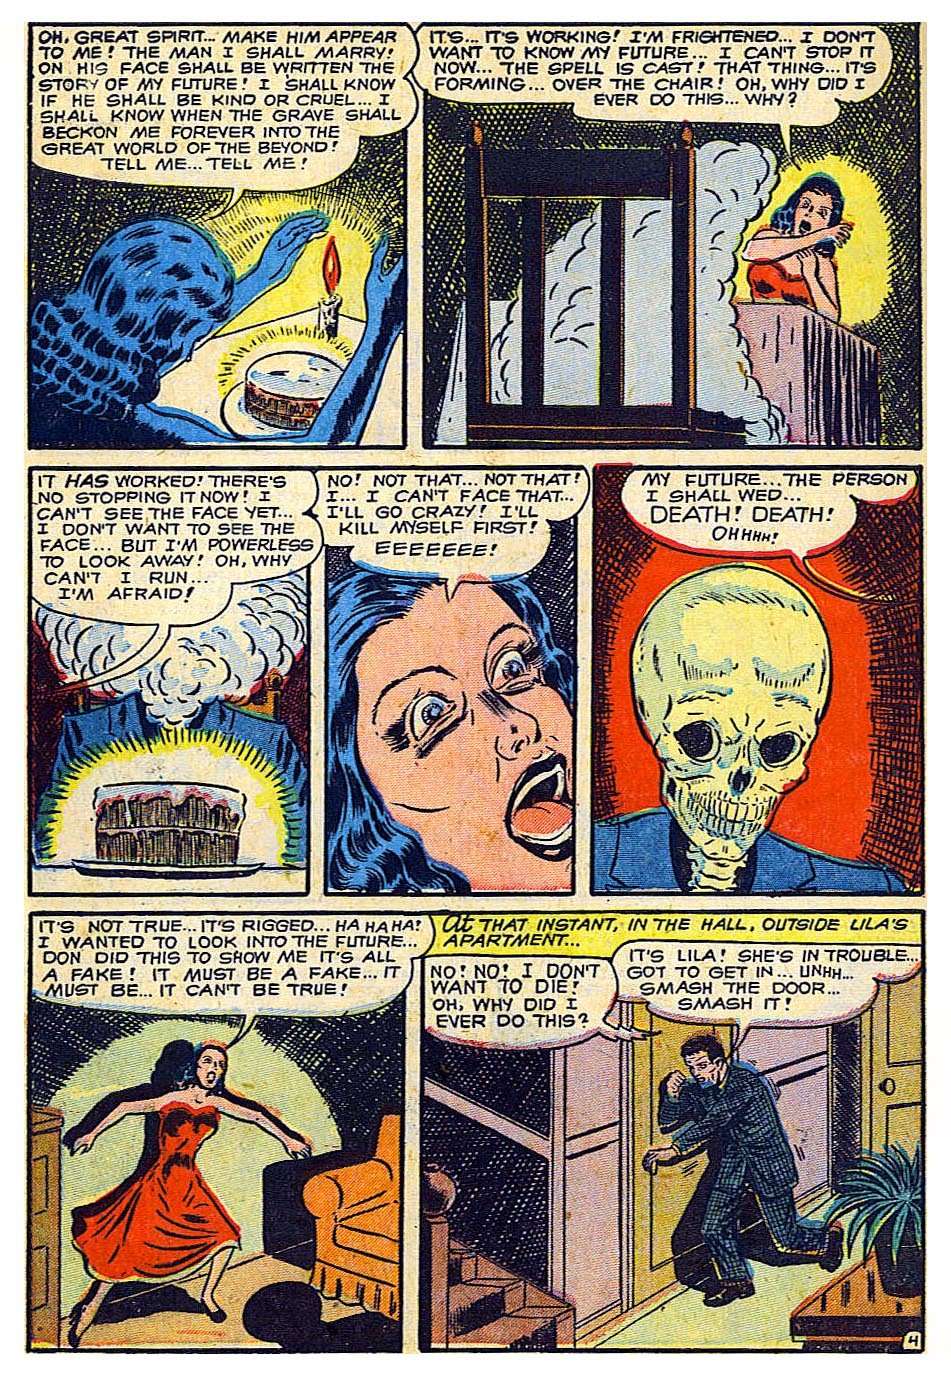 OH, GREAT SPIRIT... MAKE HIM APPEAR
TO ME! THE MAN I SHALL MARRY!
ON HIS FACE SHALL BE WRITTEN THE
STORY OF MY FUTURE! I SHALL KNOW
IF HE SHALL BE KIND OR CRUEL... I
SHALL KNOW WHEN THE GRAVE SHALL
BECKON ME FOREVER INTO THE
GREAT WORLD OF THE BEYOND!
TELL ME... TELL ME!
IT'S... IT'S WORKING! I'M FRIGHTENED... I DON'T
WANT TO KNOW MY FUTURE... I CAN'T STOP IT
NOW... THE SPELL IS CAST! THAT THING... IT'S
FORMING... OVER THE CHAIR! OH, WHY DID I
EVER DO THIS... WHY?
IT HAS WORKED! THERE'S
NO STOPPING IT NOW! I
CAN'T SEE THE FACE YET...
I DON'T WANT TO SEE THE
FACE... BUT I'M POWERLESS
TO LOOK AWAY! OH, WHY
CAN'T I RUN...
I'M AFRAID!
NO! NOT THAT... NOT THAT!
I... I CAN'T FACE THAT...
I'LL GO CRAZY! I'LL
KILL MYSELF FIRST!
EEEEEEE!
MY FUTURE... THE PERSON
I SHALL WED...
DEATH! DEATH!
OHHHH!
IT'S NOT TRUE... IT'S RIGGED... HA HA HA!
I WANTED TO LOOK INTO THE FUTURE...
DON DID THIS TO SHOW ME IT'S ALL
A FAKE! IT MUST BE A FAKE... IT
MUST BE... IT CAN'T BE TRUE!
At THAT INSTANT, IN THE HALL, OUTSIDE LILA'S
APARTMENT...
NO! NO! I DON'T
WANT TO DIE!
OH, WHY DID I
EVER DO THIS?
IT'S LILA! SHE'S IN TROUBLE...
GOT TO GET IN... UNHH...
SMASH THE DOOR...
SMASH IT!
4